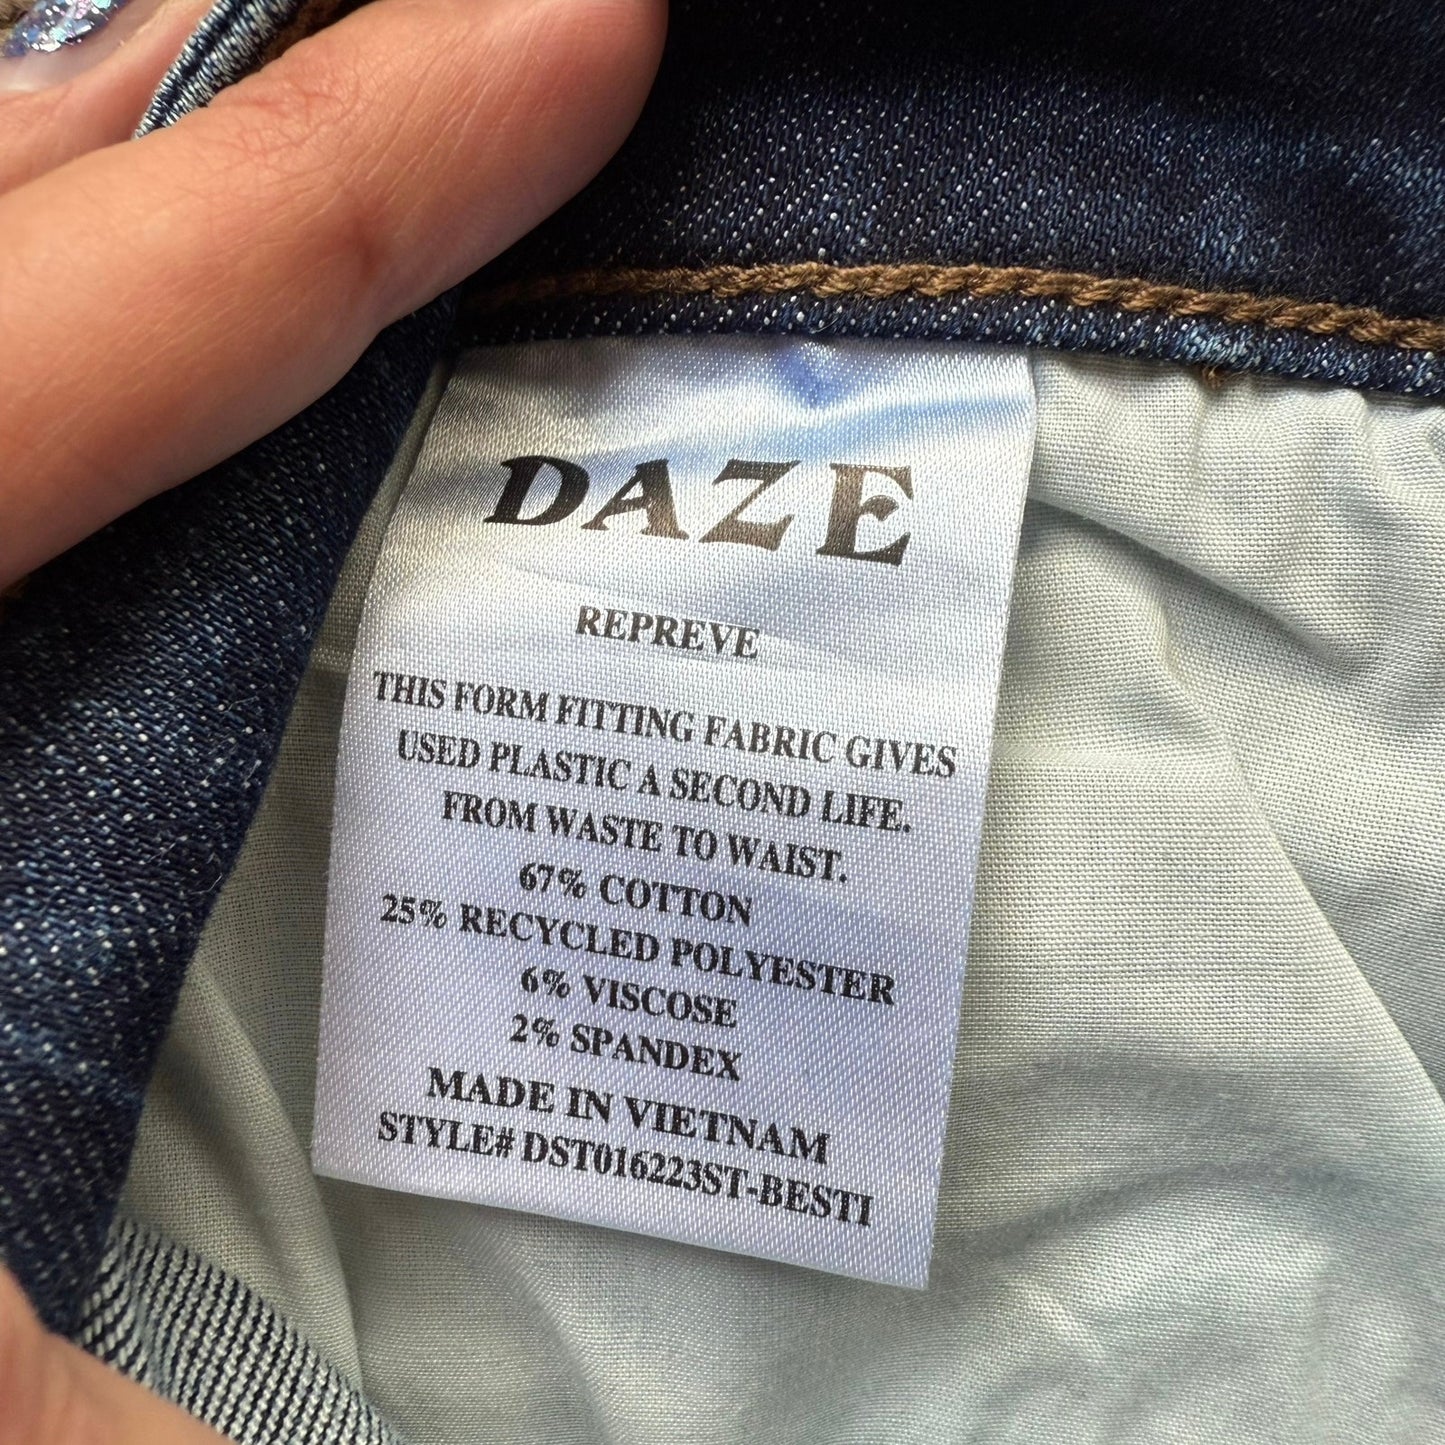 DAZE
REPREVE
THIS FORM FITTING FABRIC GIVES
USED PLASTIC A SECOND LIFE.
FROM WASTE TO WAIST.
67% COTTON
25% RECYCLED POLYESTER
6% VISCOSE
2% SPANDEX
MADE IN VIETNAM
STYLE# DST016223ST-BESTI